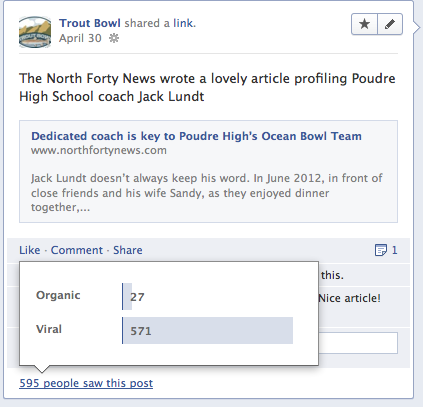 Trout Bowl shared a link.
April 30
The North Forty News wrote a lovely article profiling Poudre
High School coach Jack Lundt
Dedicated coach is key to Poudre High's Ocean Bowl Team
www.northfortynews.com
Jack Lundt doesn't always keep his word. In June 2012, in front of
close friends and his wife Sandy, as they enjoyed dinner
together,...
Like · Comment · Share
1
this.
Organic 27
Nice article!
Viral 571
595 people saw this post